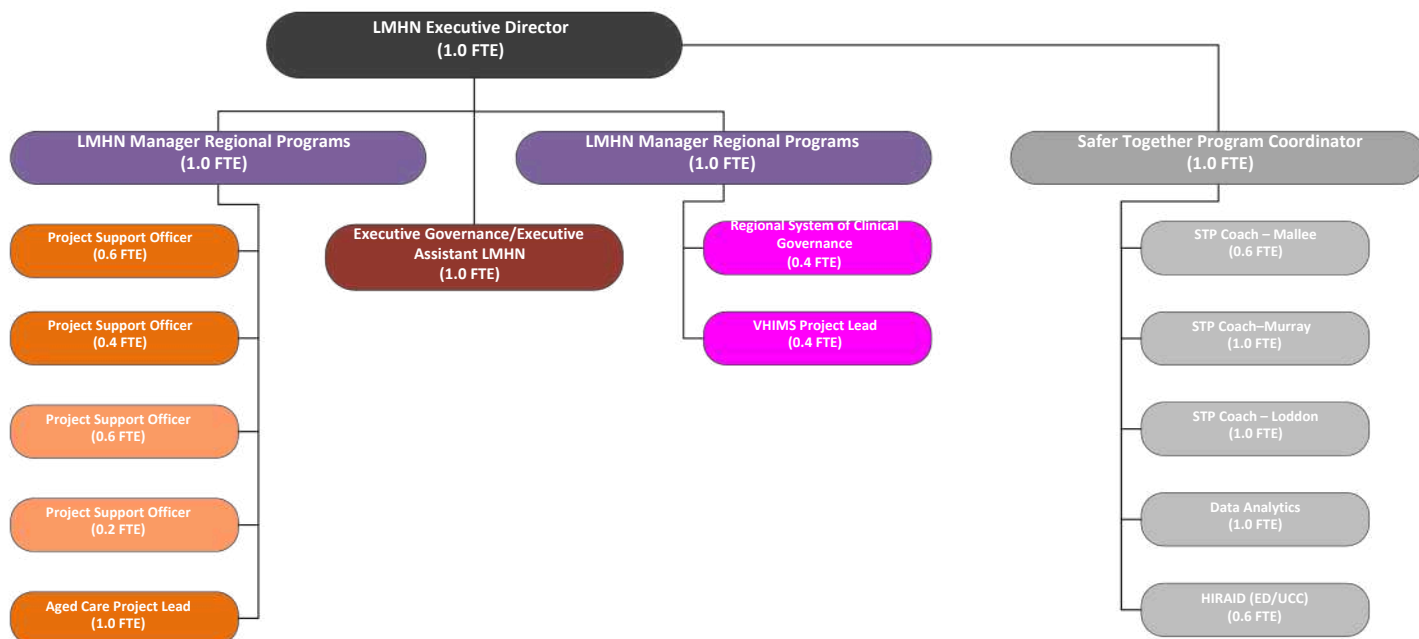 LMHN Executive Director
(1.0 FTE)
LMHN Manager Regional Programs
(1.0 FTE)
LMHN Manager Regional Programs
(1.0 FTE)
Safer Together Program Coordinator
(1.0 FTE)
Project Support Officer
(0.6 FTE)
Project Support Officer
(0.4 FTE)
Project Support Officer
(0.6 FTE)
Project Support Officer
(0.2 FTE)
Aged Care Project Lead
(1.0 FTE)
Executive Governance/Executive
Assistant LMHN
(1.0 FTE)
Regional System of Clinical
Governance
(0.4 FTE)
VHIMS Project Lead
(0.4 FTE)
STP Coach – Mallee
(0.6 FTE)
STP Coach–Murray
(1.0 FTE)
STP Coach – Loddon
(1.0 FTE)
Data Analytics
(1.0 FTE)
HIRAID (ED/UCC)
(0.6 FTE)